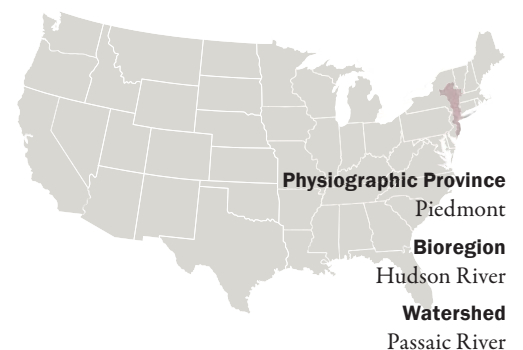 Physiographic Province
Piedmont
Bioregion
Hudson River
Watershed
Passaic River